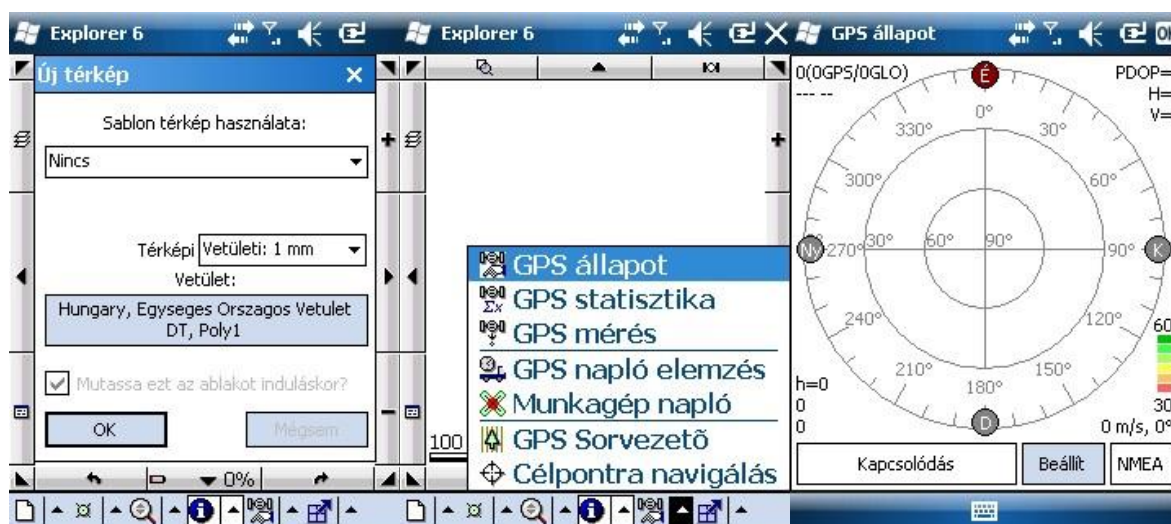 Explorer 6
Új térkép
Sablon térkép használata:
Nincs
Térképi Vetületi: 1 mm
Vetület:
Hungary, Egyseges Orszagos Vetulet
DT, Poly1
Mutassa ezt az ablakot induláskor?
OK
Mégsem
0%
Explorer 6
GPS állapot
GPS statisztika
GPS mérés
GPS napló elemzés
Munkagép napló
GPS Sorvezetõ
Célpontra navigálás
100
GPS állapot
0(0GPS/0GLO)
--- --
PDOP=
H=
V=
É
0°
330°
30°
300°
60°
Ny
270°
30°
60°
90°
90°
K
240°
120°
210°
150°
180°
D
60
30
h=0
0
0
0 m/s, 0°
Kapcsolódás
Beállít
NMEA